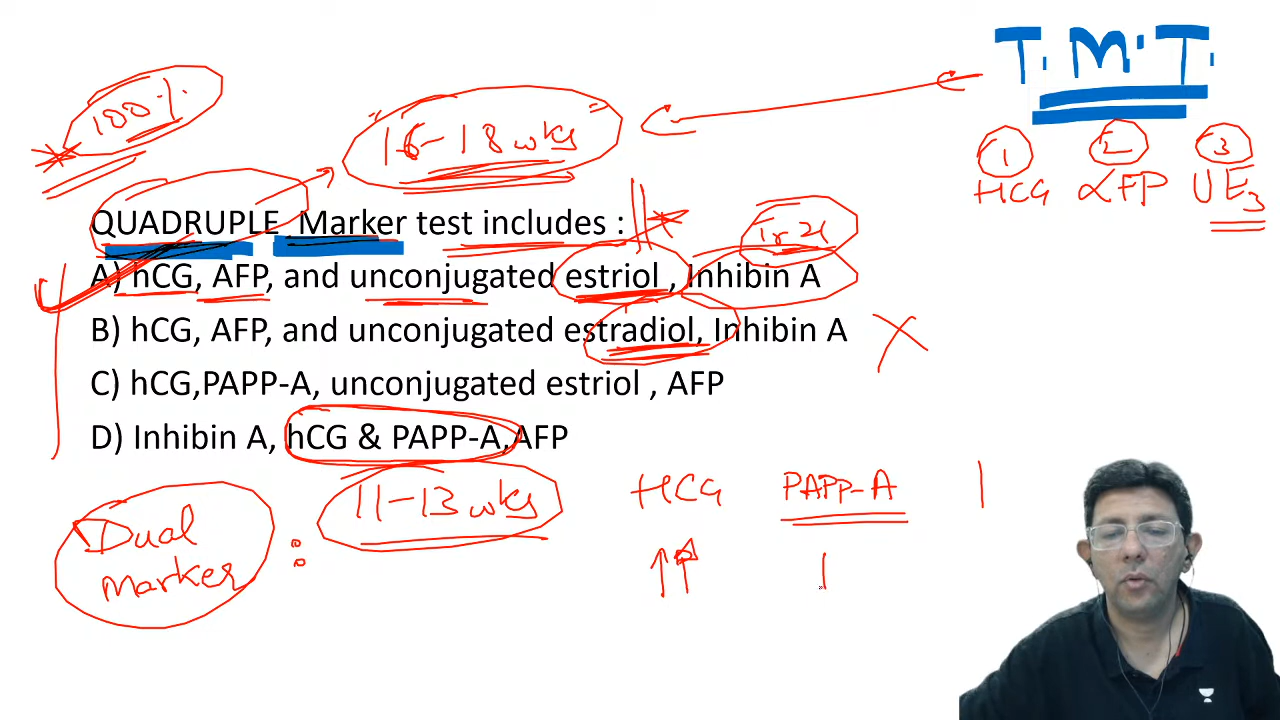 T. M. T.
100%
"16-18 wks"
1 2 3
HCG αFP UE3
QUADRUPLE Marker test includes :
Tr 21
A) hCG, AFP, and unconjugated estriol , Inhibin A
B) hCG, AFP, and unconjugated estradiol, Inhibin A
C) hCG,PAPP-A, unconjugated estriol , AFP
D) Inhibin A, hCG & PAPP-A,AFP
Dual Marker :
11-13 wks
HCG PAPP-A